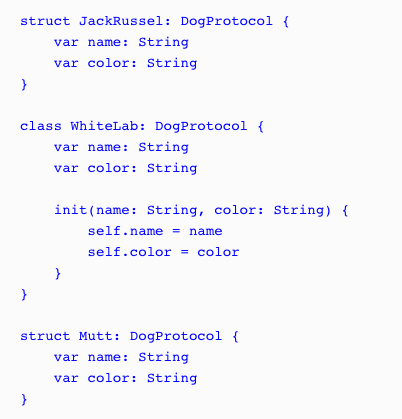 struct JackRussel: DogProtocol {
    var name: String
    var color: String
}

class WhiteLab: DogProtocol {
    var name: String
    var color: String

    init(name: String, color: String) {
        self.name = name
        self.color = color
    }
}

struct Mutt: DogProtocol {
    var name: String
    var color: String
}